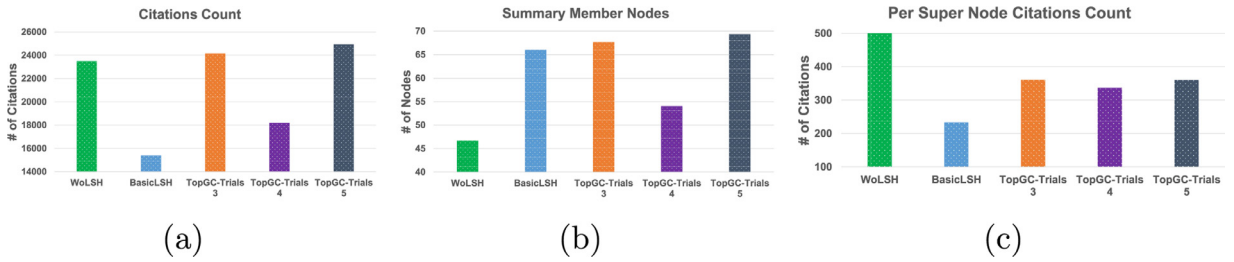 Citations Count
# of Citations
26000
24000
22000
20000
18000
16000
14000
WoLSH BasicLSH TopGC-Trials TopGC-Trials TopGC-Trials
3 4 5
(a)
Summary Member Nodes
# of Nodes
70
65
60
55
50
45
40
WoLSH BasicLSH TopGC-Trials TopGC-Trials TopGC-Trials
3 4 5
(b)
Per Super Node Citations Count
# of Citations
500
400
300
200
100
WoLSH BasicLSH TopGC-Trials TopGC-Trials TopGC-Trials
3 4 5
(c)